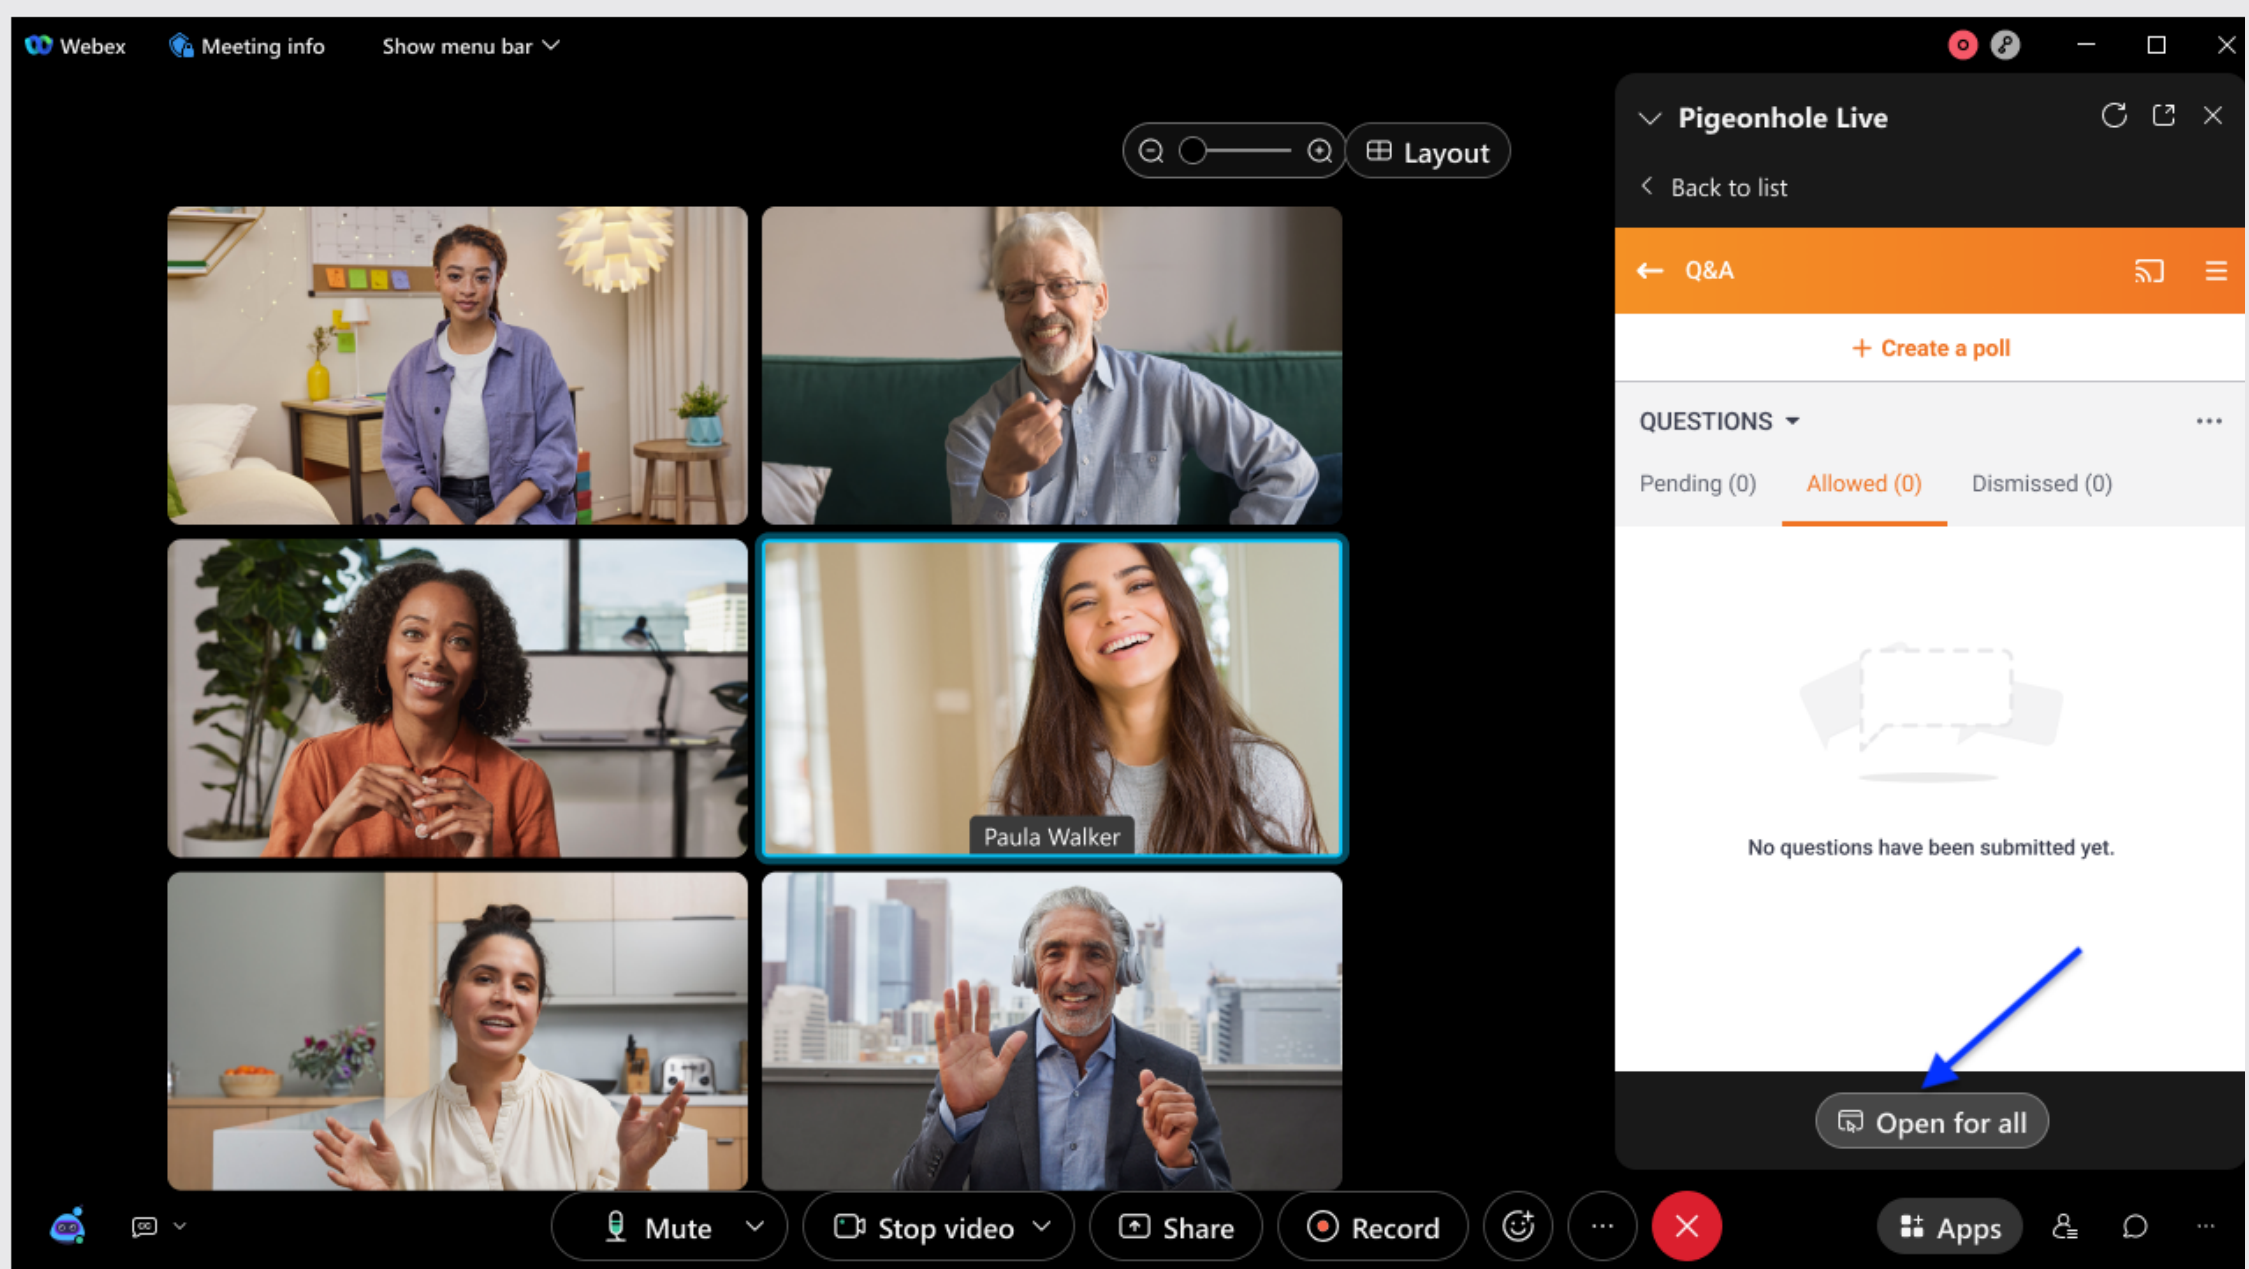 Webex
Meeting info
Show menu bar
Layout
Paula Walker
Pigeonhole Live
Back to list
Q&A
+ Create a poll
QUESTIONS
Pending (0)
Allowed (0)
Dismissed (0)
No questions have been submitted yet.
Open for all
Mute
Stop video
Share
Record
Apps